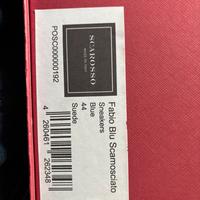 SCAROSSO
Fabio Blu Scamosciato
Sneakers
Blue
44
Suede
POSC000000192
4 260461 262348